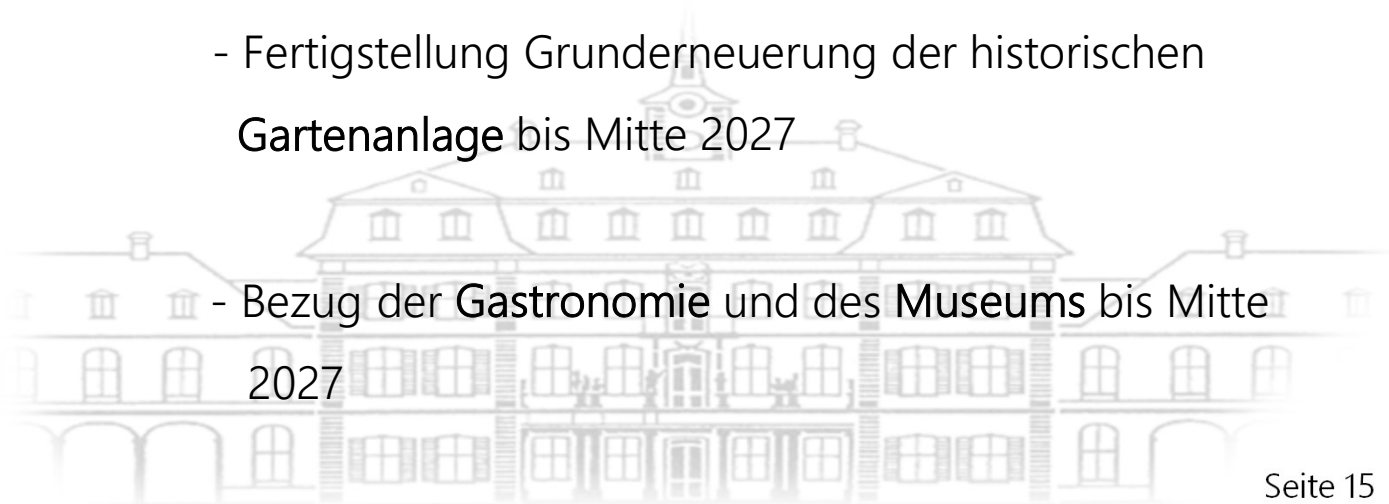 - Fertigstellung Grunderneuerung der historischen
Gartenanlage bis Mitte 2027
- Bezug der Gastronomie und des Museums bis Mitte
2027
Seite 15